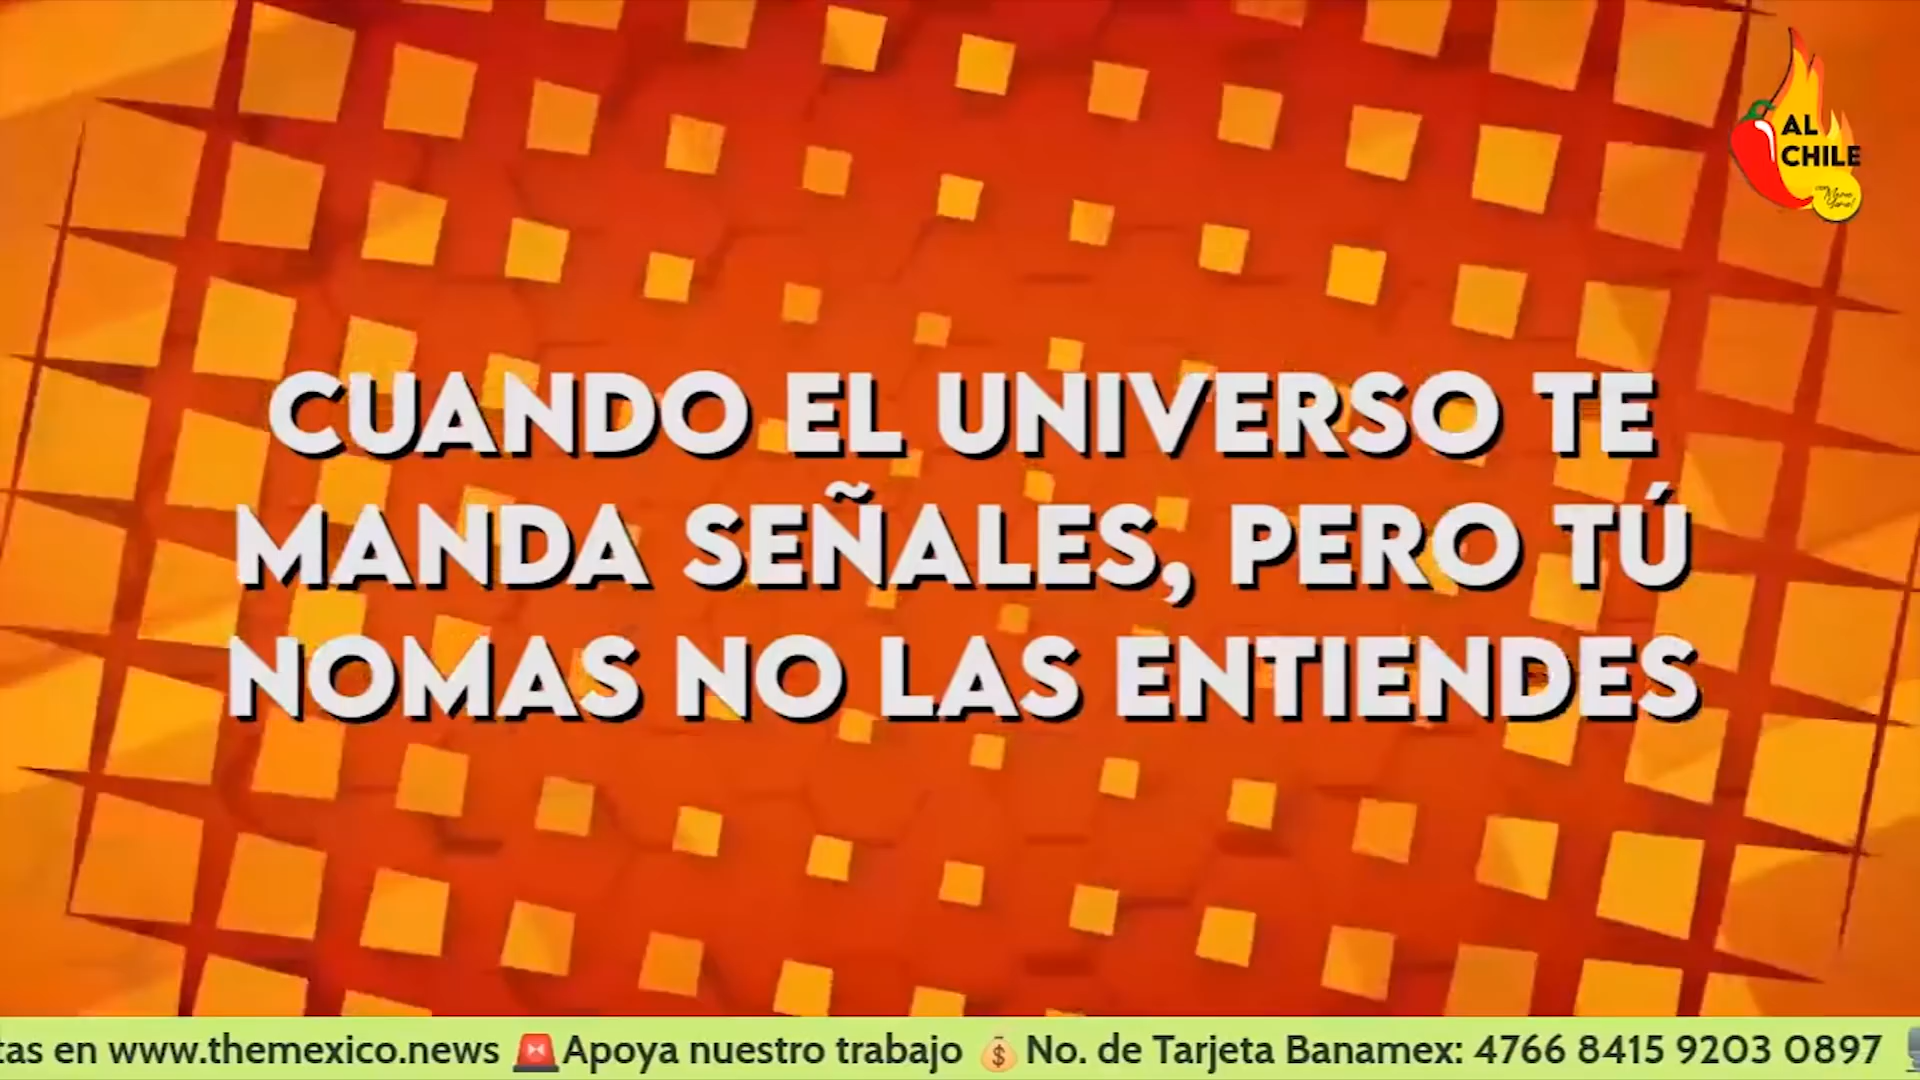 AL
CHILE
CUANDO EL UNIVERSO TE
MANDA SEÑALES, PERO TÚ
NOMAS NO LAS ENTIENDES
tas en www.themexico.news 🚨Apoya nuestro trabajo 💰No. de Tarjeta Banamex: 4766 8415 9203 0897